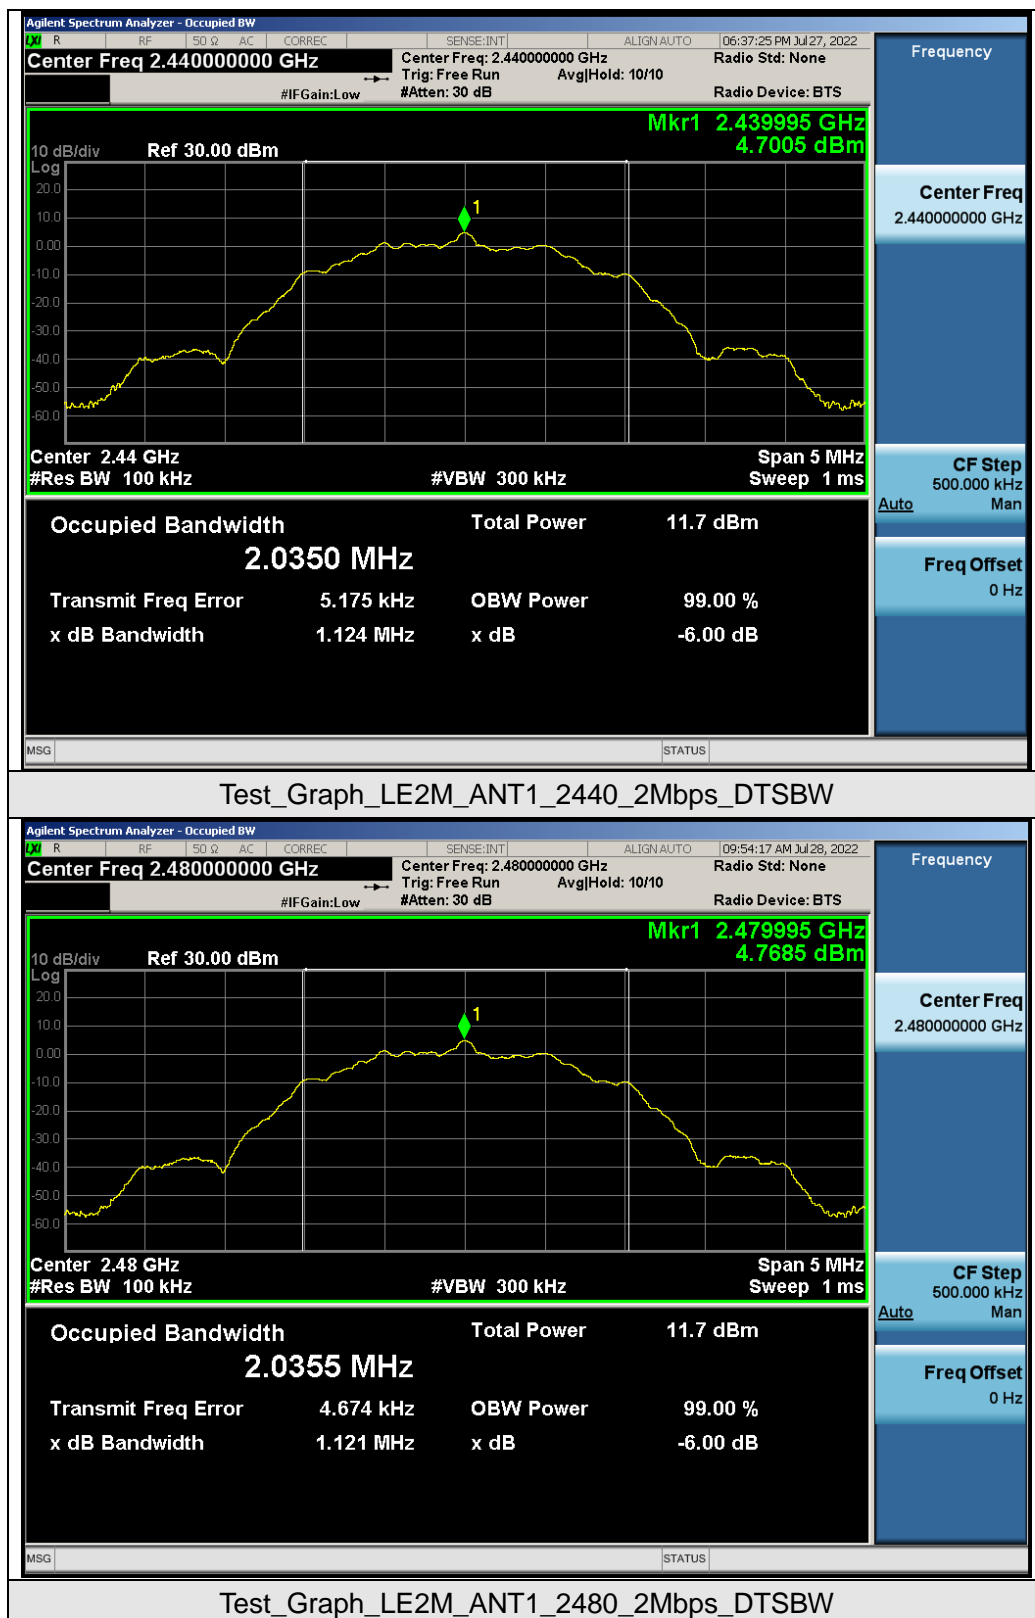 Agilent Spectrum Analyzer - Occupied BW
LXI R RF 50 Ω AC CORREC SENSE:INT ALIGN AUTO 06:37:25 PM Jul 27, 2022
Center Freq 2.440000000 GHz
Center Freq: 2.440000000 GHz
Radio Std: None
Trig: Free Run Avg|Hold: 10/10
#IFGain:Low
#Atten: 30 dB
Radio Device: BTS
Frequency
Mkr1 2.439995 GHz
4.7005 dBm
10 dB/div Ref 30.00 dBm
Log
20.0
10.0
0.00
-10.0
-20.0
-30.0
-40.0
-50.0
-60.0
1
Center 2.44 GHz
Span 5 MHz
#Res BW 100 kHz
#VBW 300 kHz
Sweep 1 ms
Center Freq
2.440000000 GHz
CF Step
500.000 kHz
Auto Man
Freq Offset
0 Hz
Occupied Bandwidth
Total Power 11.7 dBm
2.0350 MHz
Transmit Freq Error 5.175 kHz OBW Power 99.00 %
x dB Bandwidth 1.124 MHz x dB -6.00 dB
MSG STATUS
Test_Graph_LE2M_ANT1_2440_2Mbps_DTSBW
Agilent Spectrum Analyzer - Occupied BW
LXI R RF 50 Ω AC CORREC SENSE:INT ALIGN AUTO 09:54:17 AM Jul 28, 2022
Center Freq 2.480000000 GHz
Center Freq: 2.480000000 GHz
Radio Std: None
Trig: Free Run Avg|Hold: 10/10
#IFGain:Low
#Atten: 30 dB
Radio Device: BTS
Frequency
Mkr1 2.479995 GHz
4.7685 dBm
10 dB/div Ref 30.00 dBm
Log
20.0
10.0
0.00
-10.0
-20.0
-30.0
-40.0
-50.0
-60.0
1
Center 2.48 GHz
Span 5 MHz
#Res BW 100 kHz
#VBW 300 kHz
Sweep 1 ms
Center Freq
2.480000000 GHz
CF Step
500.000 kHz
Auto Man
Freq Offset
0 Hz
Occupied Bandwidth
Total Power 11.7 dBm
2.0355 MHz
Transmit Freq Error 4.674 kHz OBW Power 99.00 %
x dB Bandwidth 1.121 MHz x dB -6.00 dB
MSG STATUS
Test_Graph_LE2M_ANT1_2480_2Mbps_DTSBW